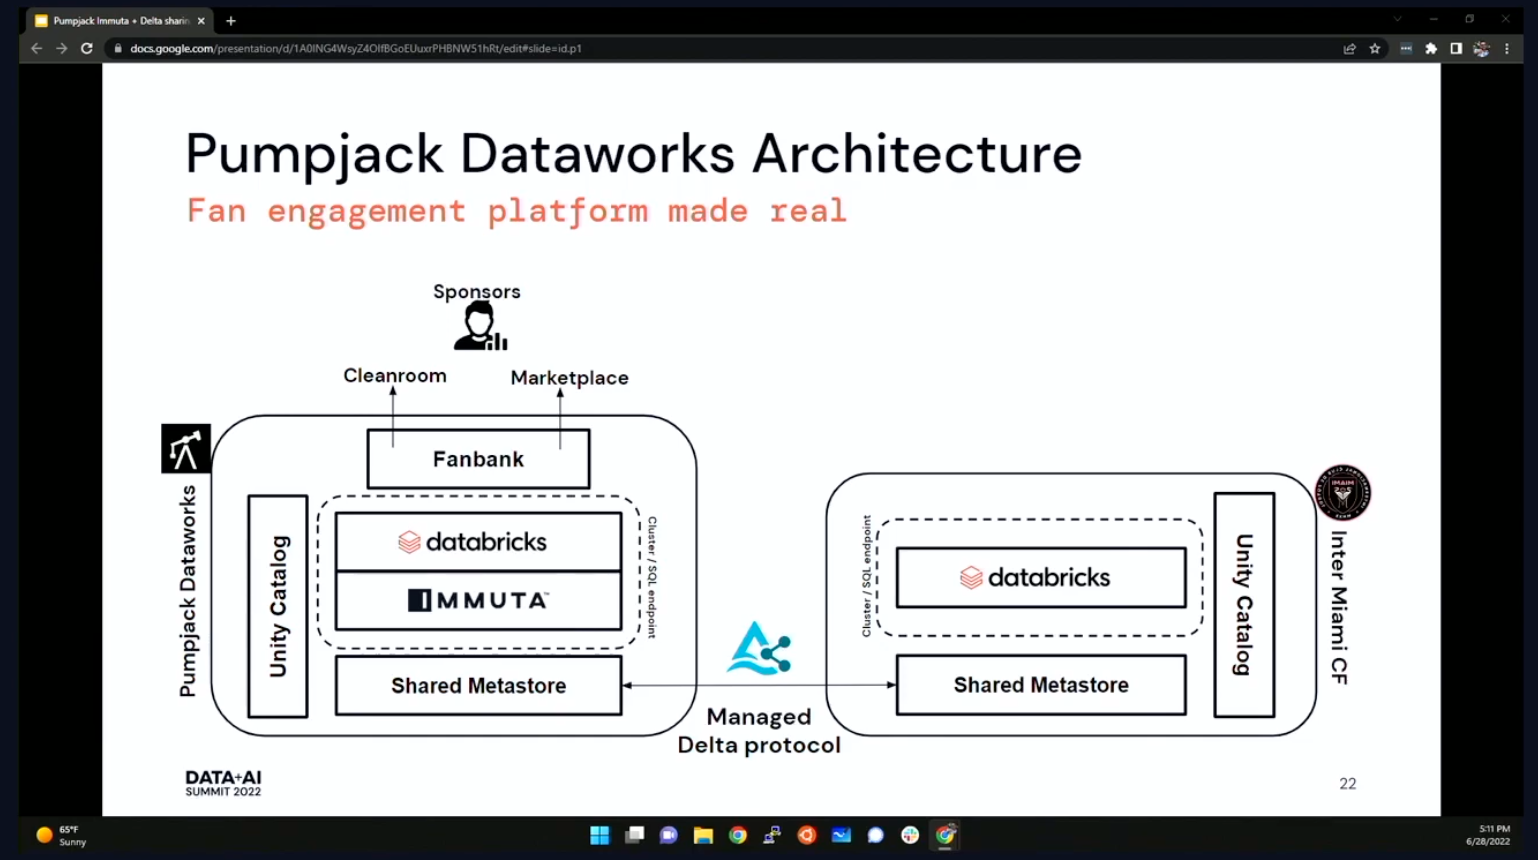 Pumpjack Immuta + Delta sharin
docs.google.com/presentation/d/1A0ING4WsyZ4OIfBGoEUuxrPHBNW51hRt/edit#slide=id.p1
Pumpjack Dataworks Architecture
Fan engagement platform made real
Sponsors
Cleanroom
Marketplace
Pumpjack Dataworks
Fanbank
Unity Catalog
databricks
IMMUTA
Cluster / SQL endpoint
Shared Metastore
Managed
Delta protocol
Cluster / SQL endpoint
databricks
Shared Metastore
Unity Catalog
Inter Miami CF
DATA+AI
SUMMIT 2022
22
65°F
Sunny
5:11 PM
6/28/2022